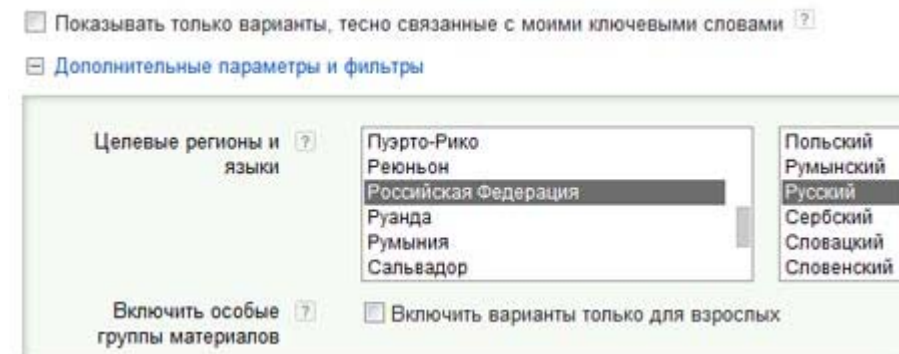 Показывать только варианты, тесно связанные с моими ключевыми словами ?
Дополнительные параметры и фильтры
Целевые регионы и ?
языки
Пуэрто-Рико
Реюньон
Российская Федерация
Руанда
Румыния
Сальвадор
Польский
Румынский
Русский
Сербский
Словацкий
Словенский
Включить особые ?
группы материалов
Включить варианты только для взрослых